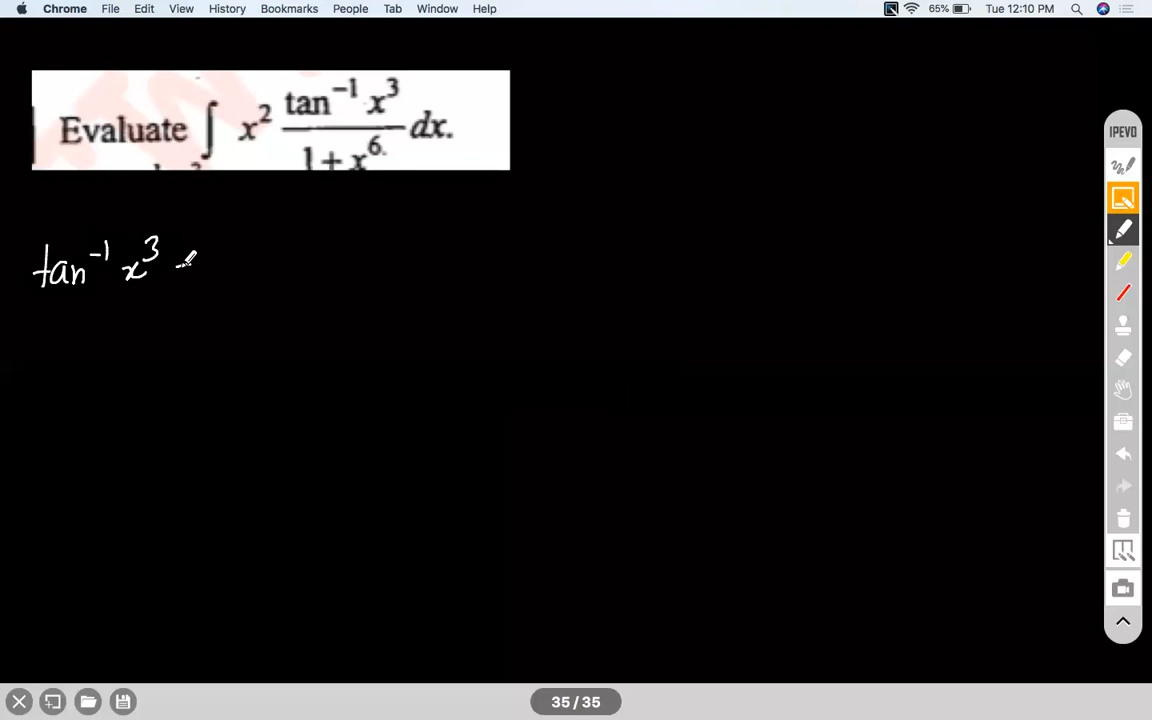 Chrome File Edit View History Bookmarks People Tab Window Help 65% Tue 12:10 PM
Evaluate ∫ x² tan⁻¹ x³ / 1 + x⁶ dx.
IPEVO
tan⁻¹ x³
35 / 35